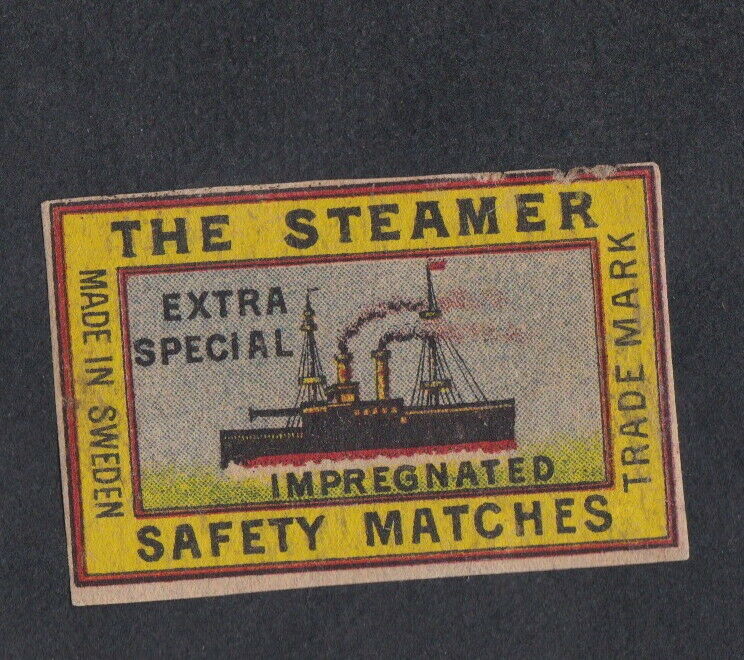 THE STEAMER
MADE IN SWEDEN
EXTRA
SPECIAL
TRADE MARK
IMPREGNATED
SAFETY MATCHES